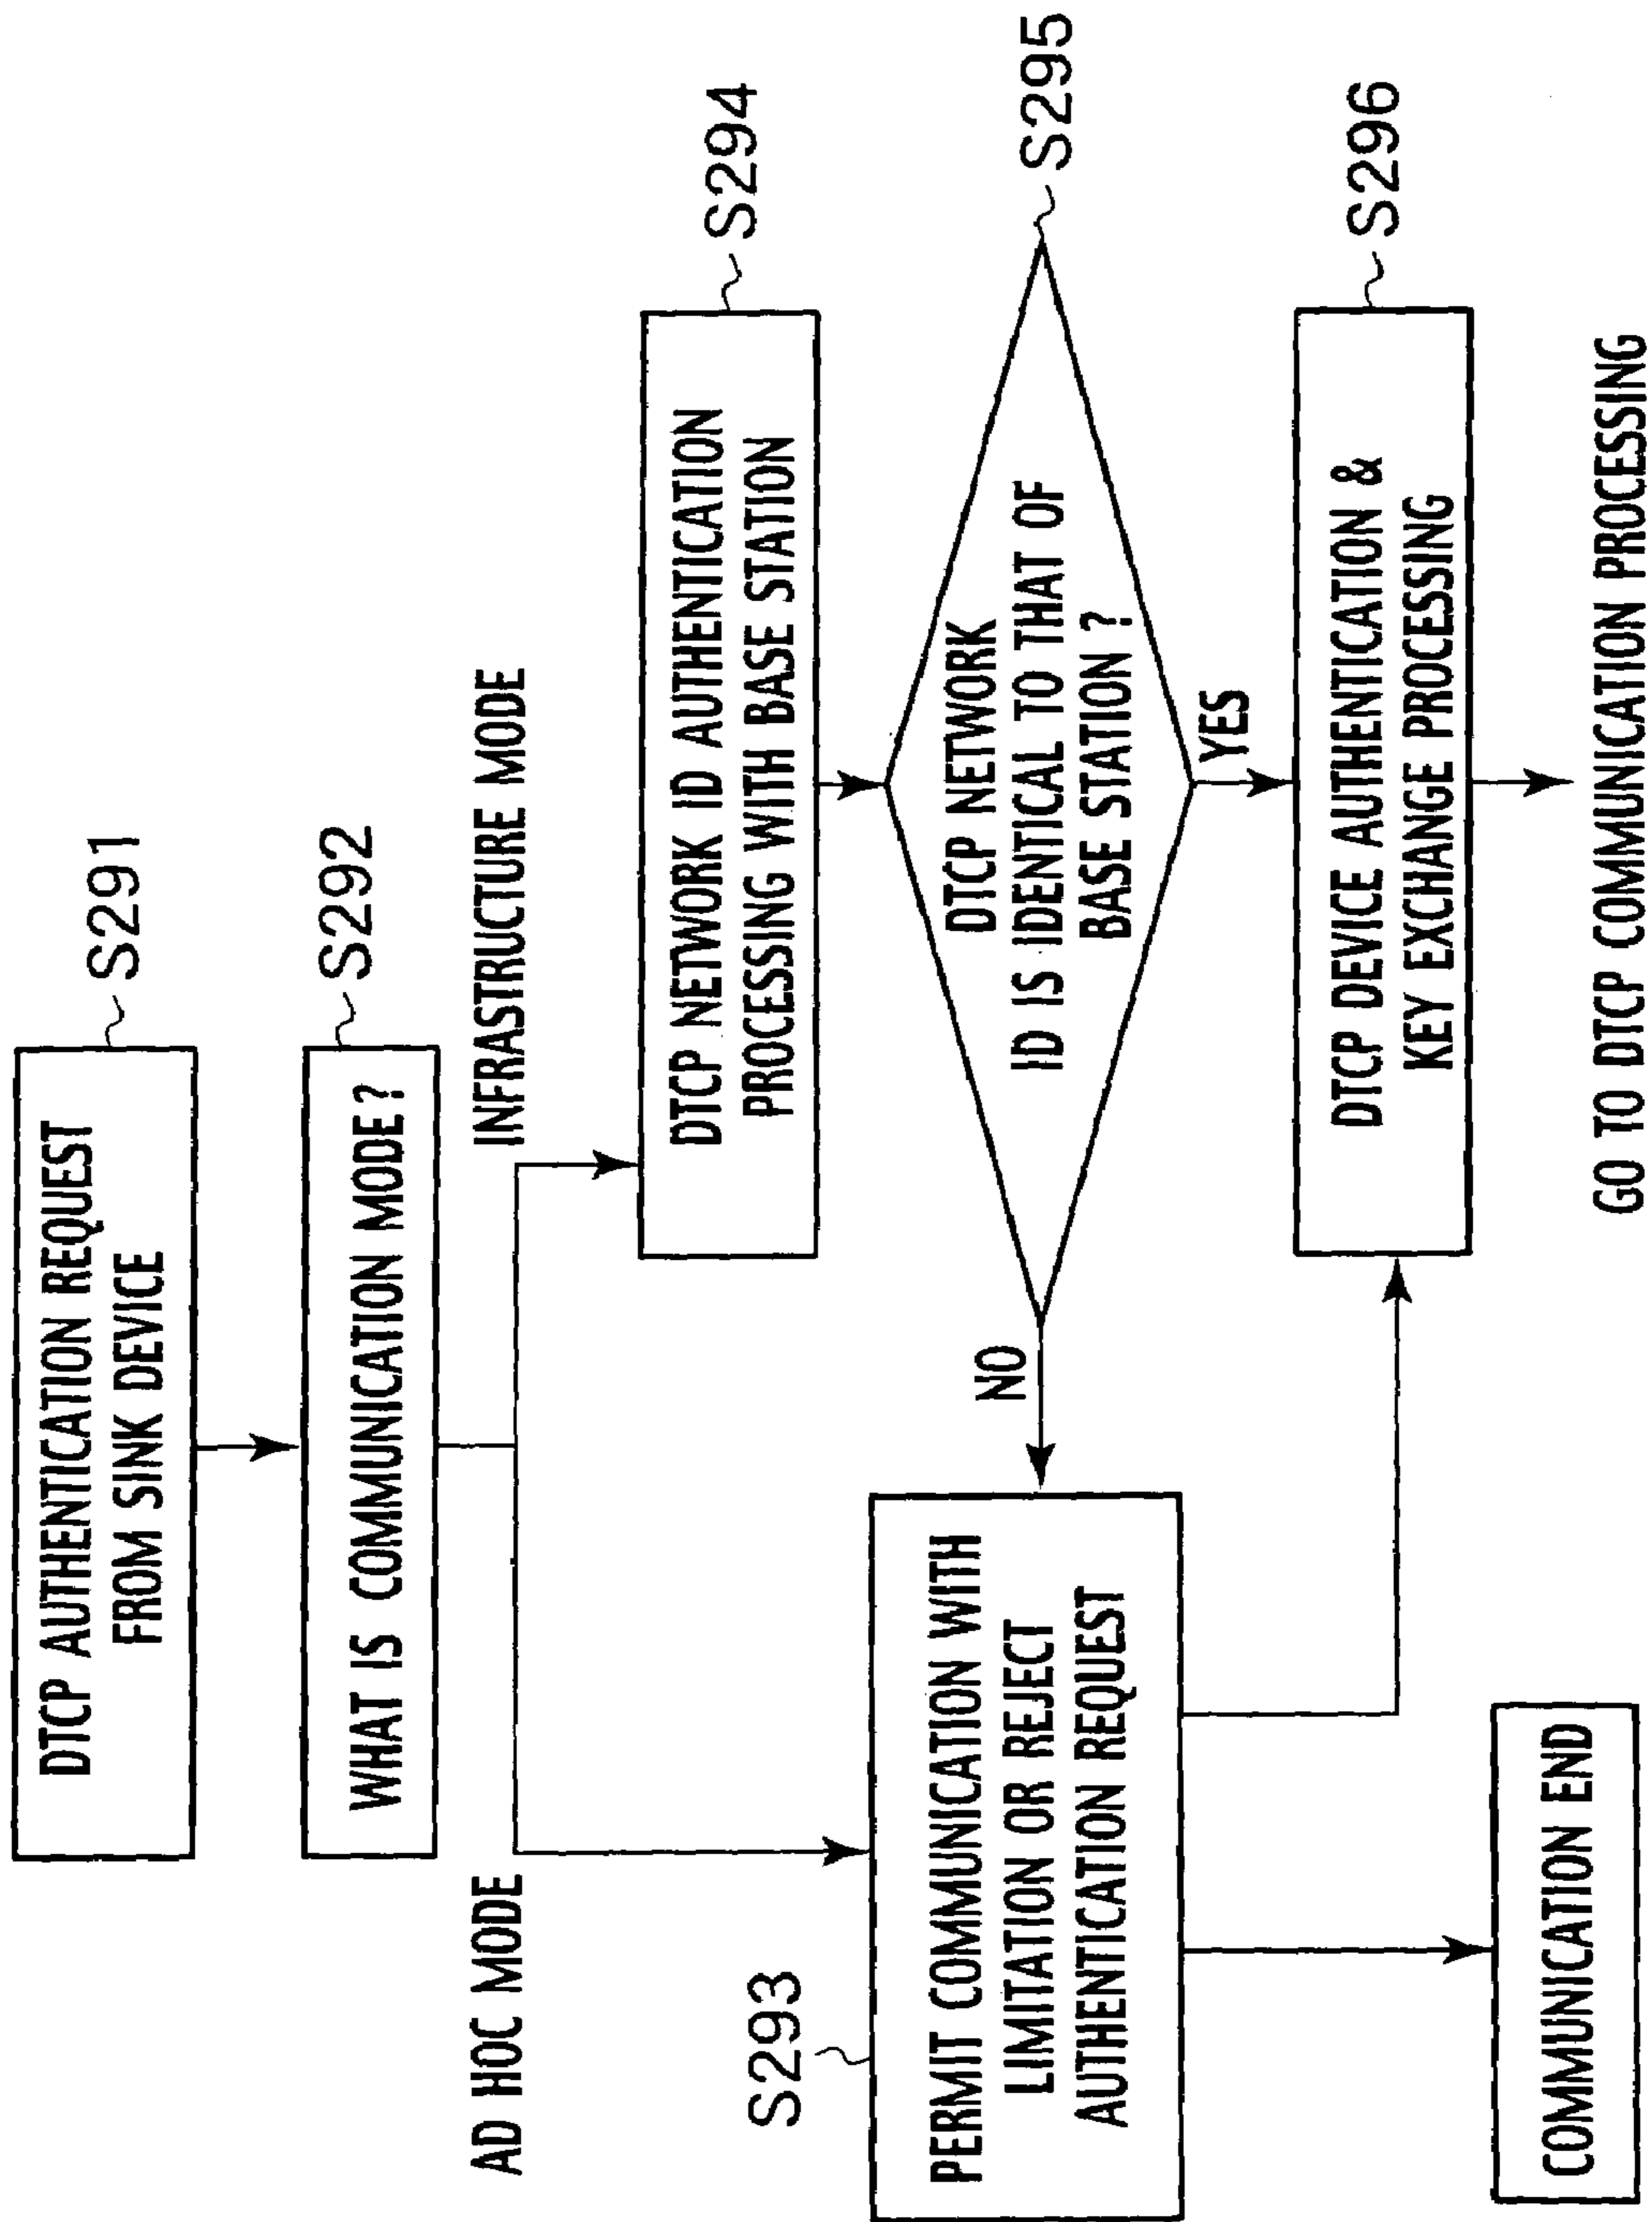 DTCP AUTHENTICATION REQUEST
FROM SINK DEVICE
S291
WHAT IS COMMUNICATION MODE?
S292
AD HOC MODE
INFRASTRUCTURE MODE
S293
PERMIT COMMUNICATION WITH
LIMITATION OR REJECT
AUTHENTICATION REQUEST
DTCP NETWORK ID AUTHENTICATION
PROCESSING WITH BASE STATION
S294
DTCP NETWORK
ID IS IDENTICAL TO THAT OF
BASE STATION ?
S295
NO
YES
DTCP DEVICE AUTHENTICATION &
KEY EXCHANGE PROCESSING
S296
COMMUNICATION END
GO TO DTCP COMMUNICATION PROCESSING